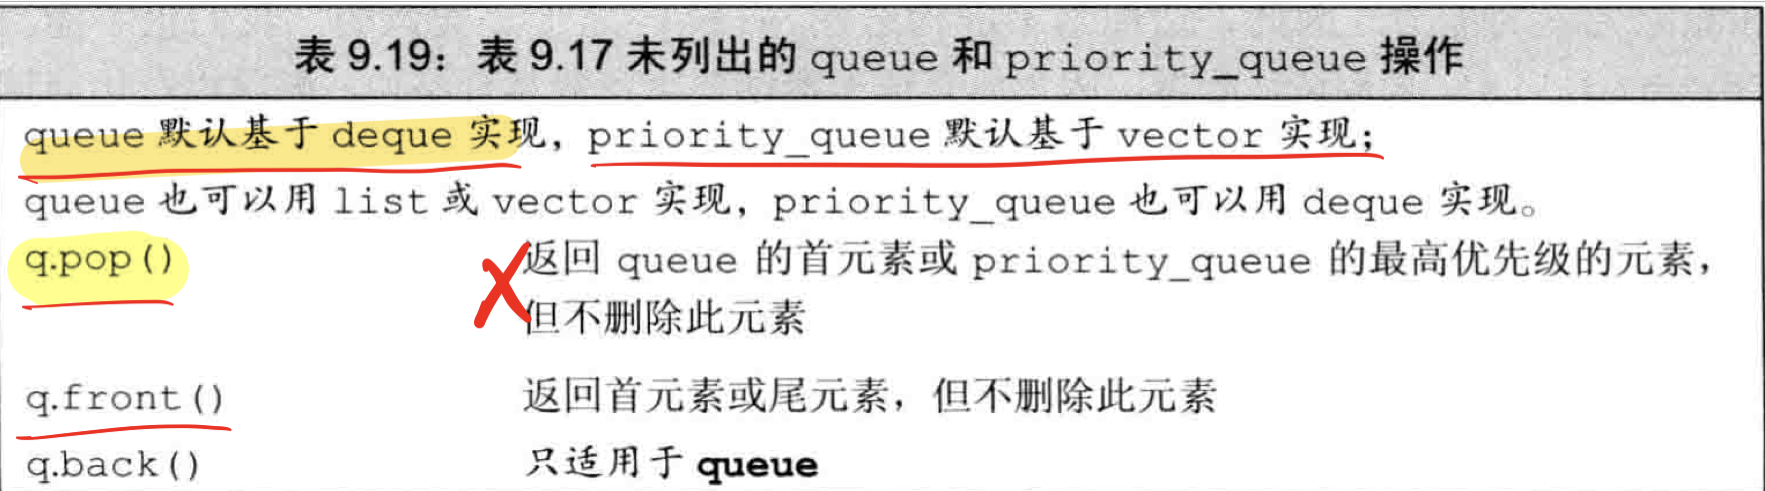 表 9.19：表 9.17 未列出的 queue 和 priority_queue 操作
queue 默认基于 deque 实现，priority_queue 默认基于 vector 实现；
queue 也可以用 list 或 vector 实现，priority_queue 也可以用 deque 实现。
q.pop() 返回 queue 的首元素或 priority_queue 的最高优先级的元素，
但不删除此元素
q.front() 返回首元素或尾元素，但不删除此元素
q.back() 只适用于 queue